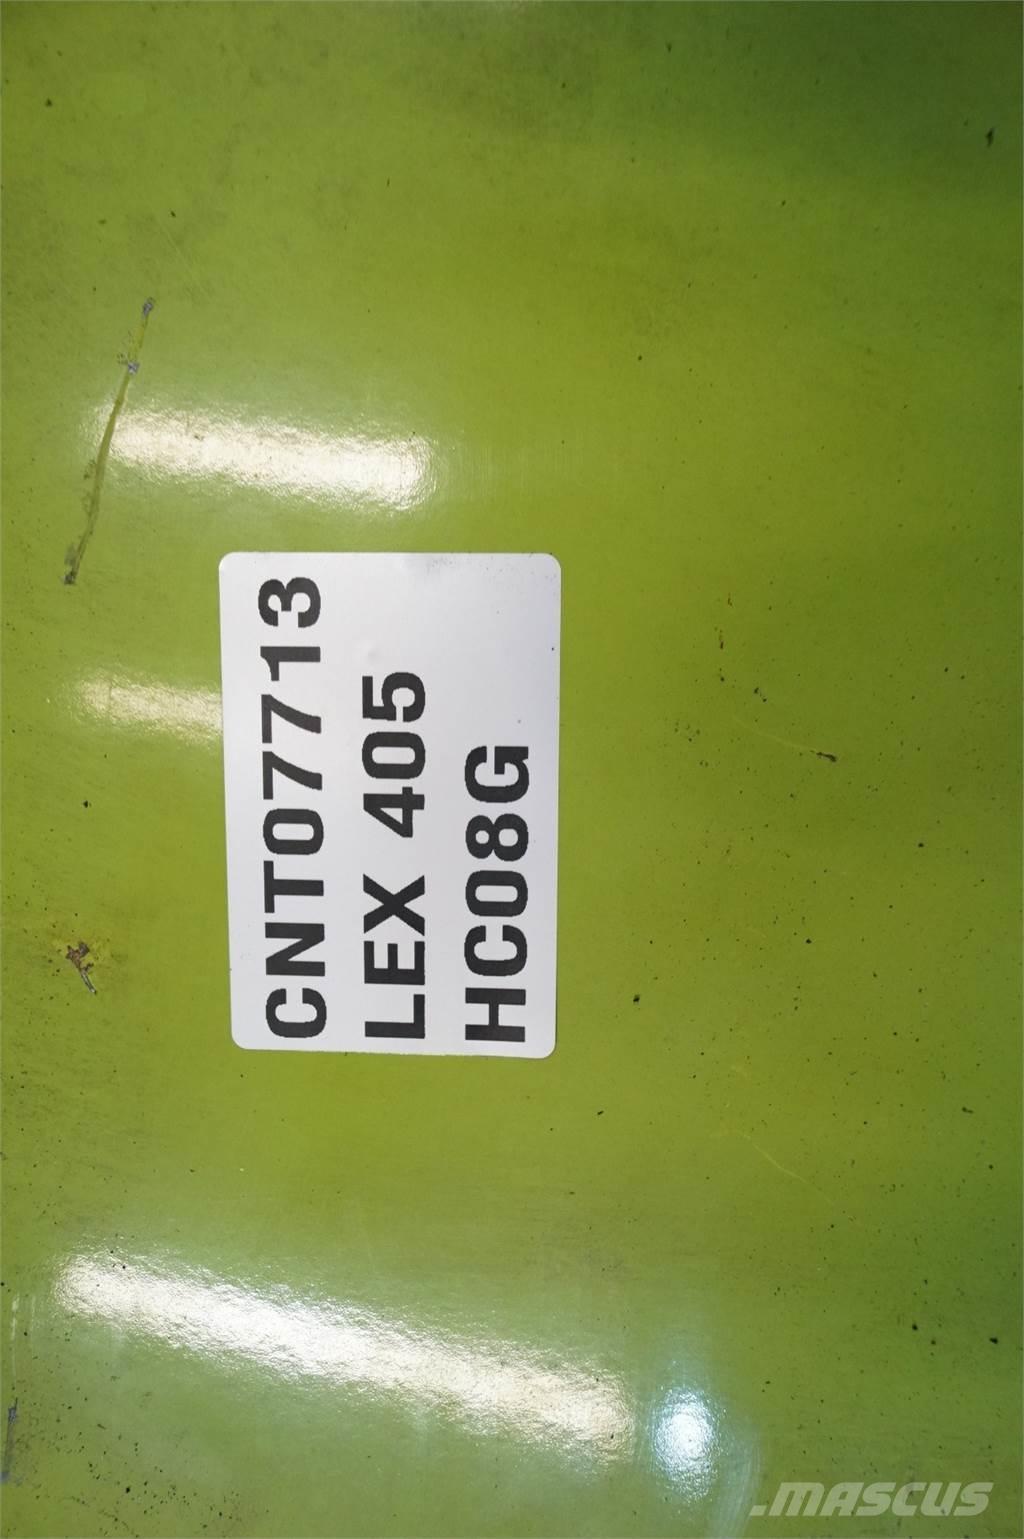 CNT07713
LEX 405
HC08G
.MASCUS